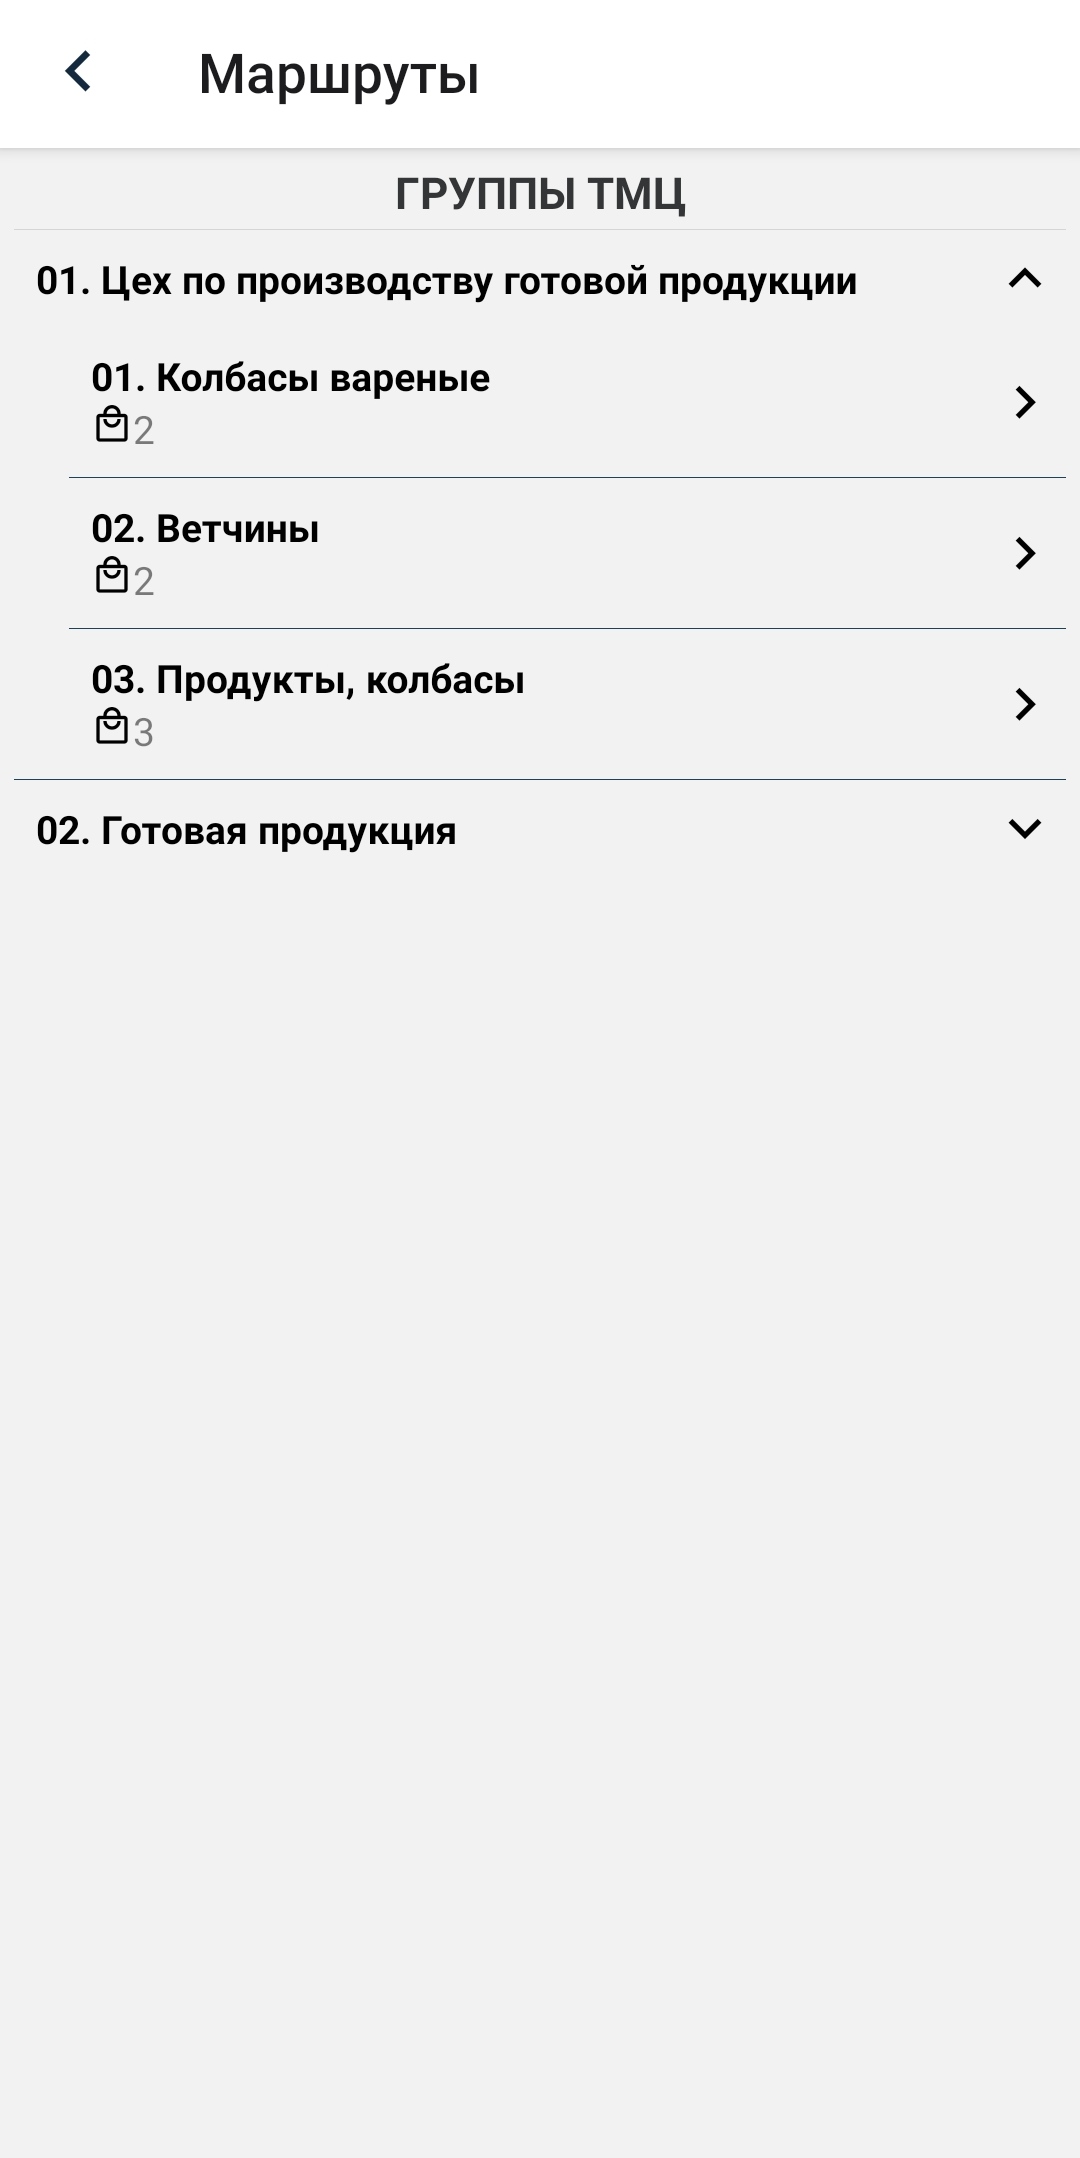 Маршруты
ГРУППЫ ТМЦ
01. Цех по производству готовой продукции
01. Колбасы вареные
2
02. Ветчины
2
03. Продукты, колбасы
3
02. Готовая продукция